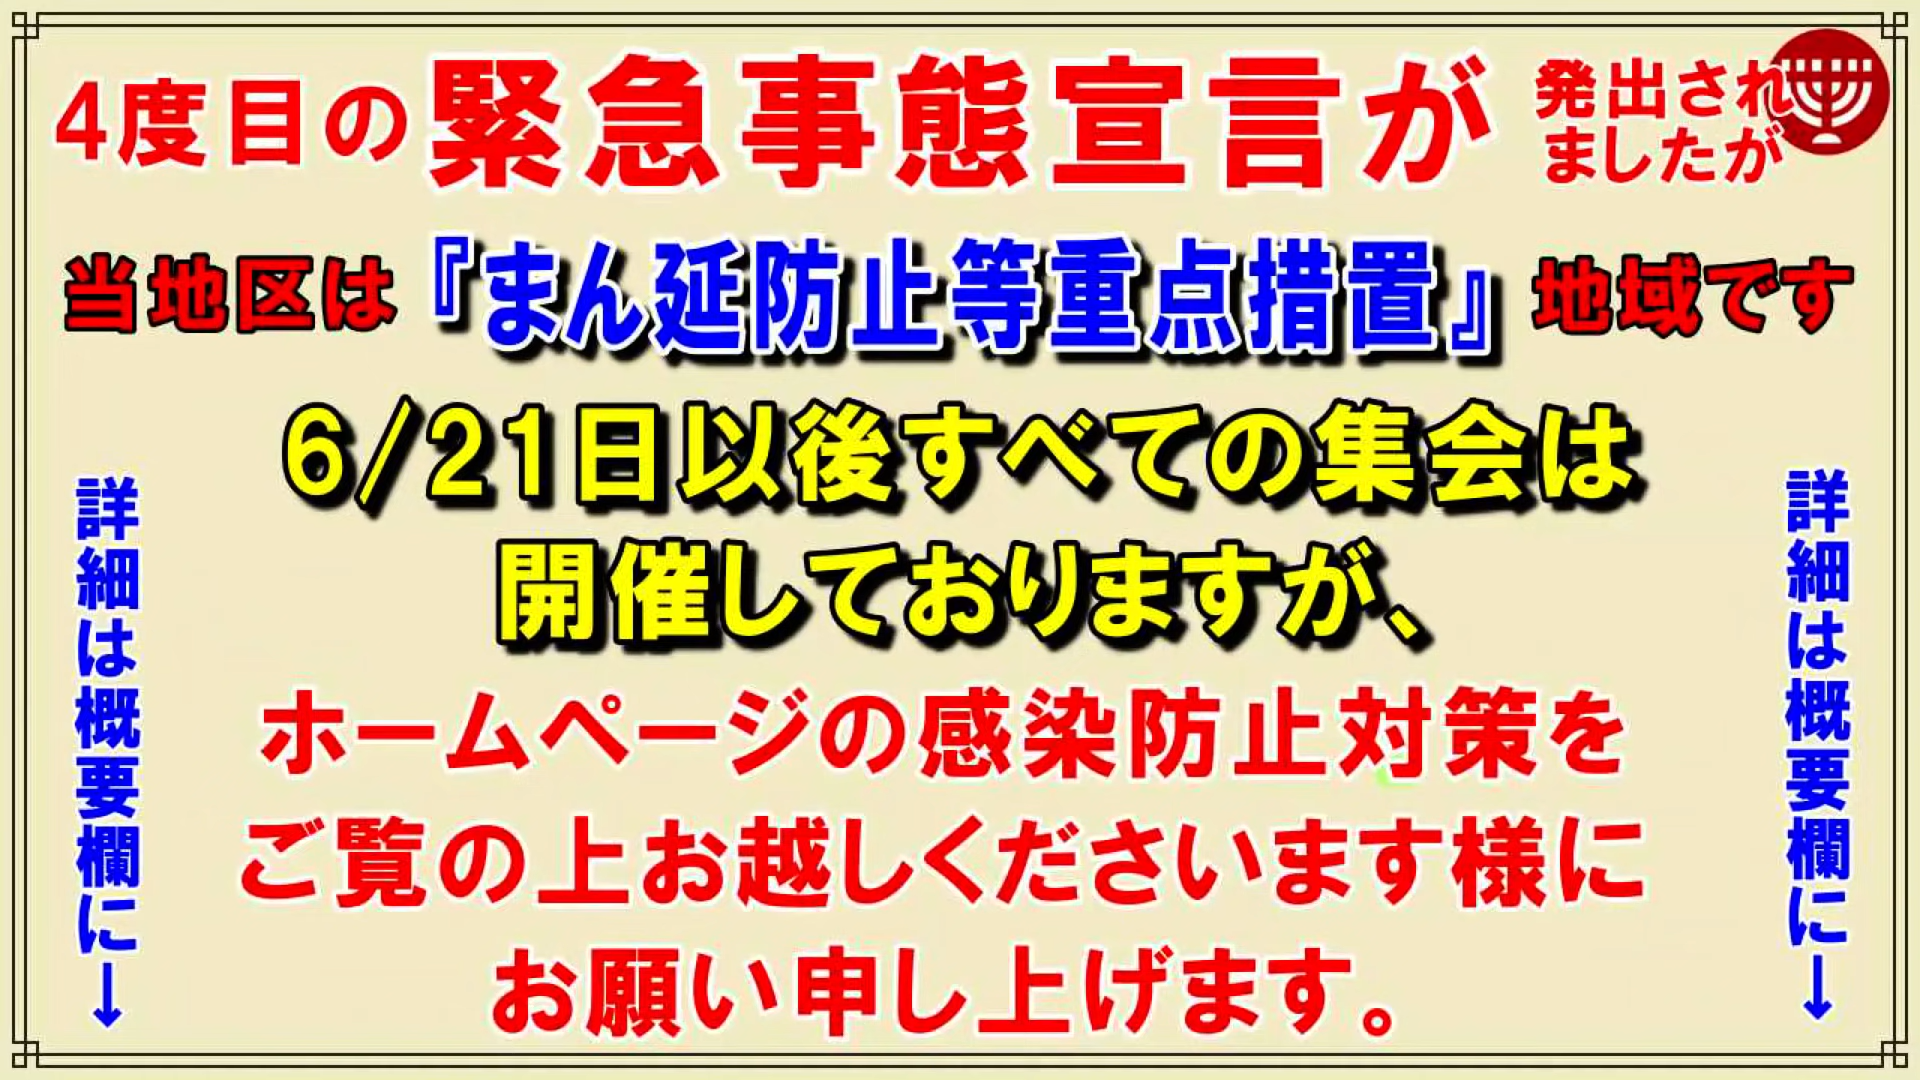 4度目の緊急事態宣言が発出されましたが
当地区は『まん延防止等重点措置』地域です
6/21日以後すべての集会は
開催しておりますが、
ホームページの感染防止対策を
ご覧の上お越しくださいます様に
お願い申し上げます。
詳細は概要欄に→
詳細は概要欄に→